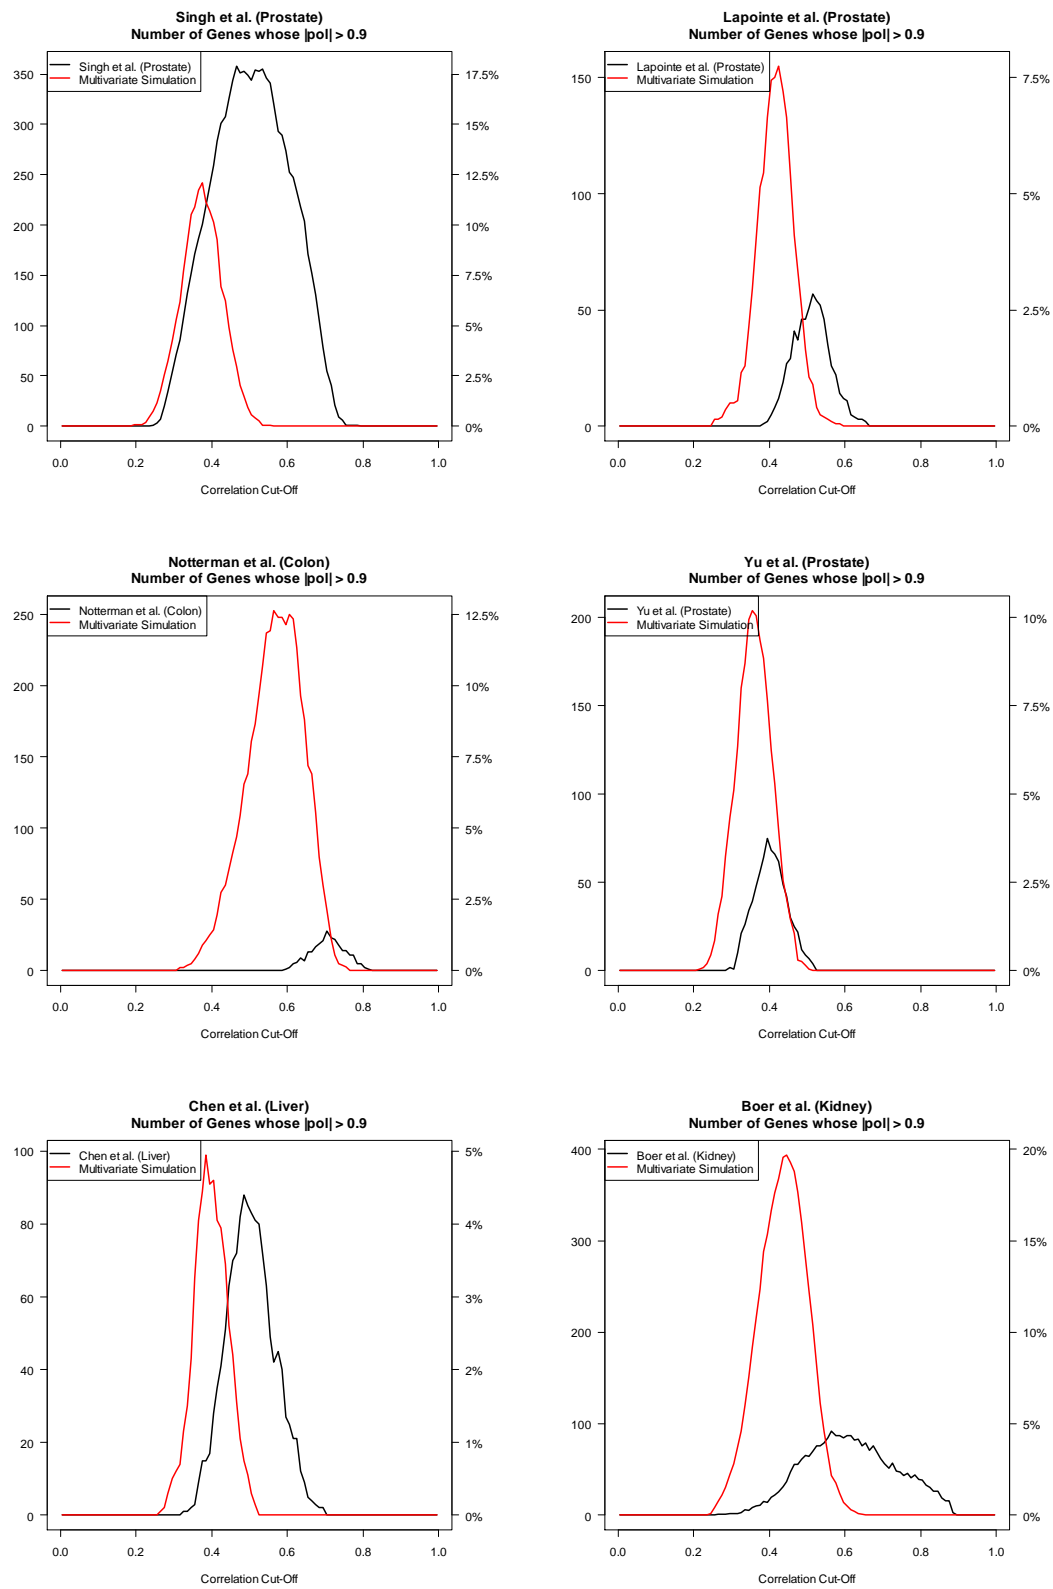 Singh et al. (Prostate)
Number of Genes whose |pol| > 0.9
Singh et al. (Prostate)
Multivariate Simulation
350
300
250
200
150
100
50
0
17.5%
15%
12.5%
10%
7.5%
5%
2.5%
0%
0.0 0.2 0.4 0.6 0.8 1.0
Correlation Cut-Off
Lapointe et al. (Prostate)
Number of Genes whose |pol| > 0.9
Lapointe et al. (Prostate)
Multivariate Simulation
150
100
50
0
7.5%
5%
2.5%
0%
0.0 0.2 0.4 0.6 0.8 1.0
Correlation Cut-Off
Notterman et al. (Colon)
Number of Genes whose |pol| > 0.9
Notterman et al. (Colon)
Multivariate Simulation
250
200
150
100
50
0
12.5%
10%
7.5%
5%
2.5%
0%
0.0 0.2 0.4 0.6 0.8 1.0
Correlation Cut-Off
Yu et al. (Prostate)
Number of Genes whose |pol| > 0.9
Yu et al. (Prostate)
Multivariate Simulation
200
150
100
50
0
10%
7.5%
5%
2.5%
0%
0.0 0.2 0.4 0.6 0.8 1.0
Correlation Cut-Off
Chen et al. (Liver)
Number of Genes whose |pol| > 0.9
Chen et al. (Liver)
Multivariate Simulation
100
80
60
40
20
0
5%
4%
3%
2%
1%
0%
0.0 0.2 0.4 0.6 0.8 1.0
Correlation Cut-Off
Boer et al. (Kidney)
Number of Genes whose |pol| > 0.9
Boer et al. (Kidney)
Multivariate Simulation
400
300
200
100
0
20%
15%
10%
5%
0%
0.0 0.2 0.4 0.6 0.8 1.0
Correlation Cut-Off